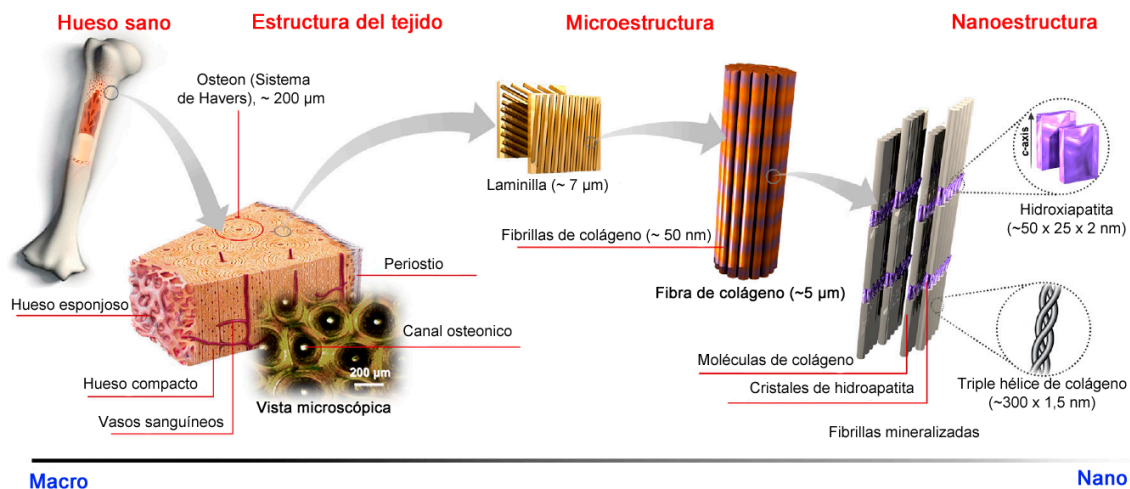 Hueso sano
Estructura del tejido
Microestructura
Nanoestructura
Osteon (Sistema
de Havers), ~ 200 µm
Laminilla (~ 7 µm)
c-axis
Hidroxiapatita
(~50 x 25 x 2 nm)
Fibrillas de colágeno (~ 50 nm)
Periostio
Fibra de colágeno (~5 µm)
Hueso esponjoso
Canal osteonico
Moléculas de colágeno
200 µm
Hueso compacto
Cristales de hidroapatita
Triple hélice de colágeno
(~300 x 1,5 nm)
Vista microscópica
Vasos sanguíneos
Fibrillas mineralizadas
Macro
Nano